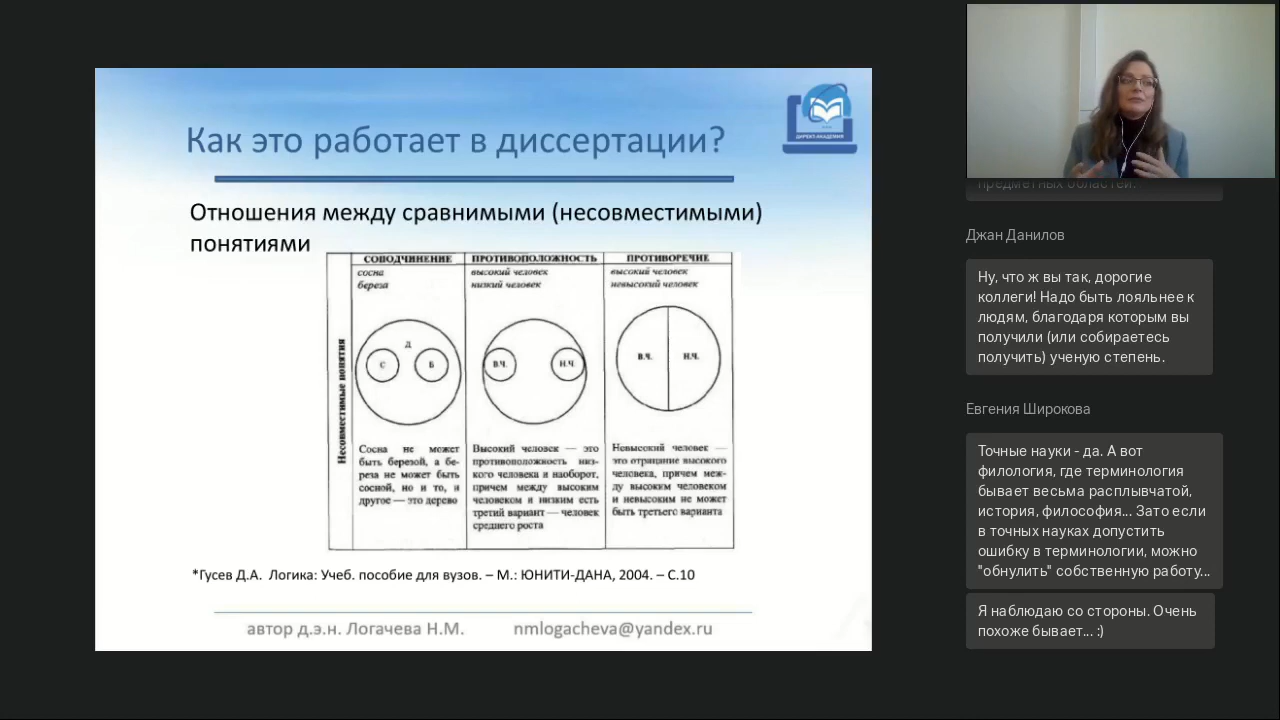 Как это работает в диссертации?
ДИРЕКТ-АКАДЕМИЯ
Отношения между сравнимыми (несовместимыми)
понятиями
Несовместимые понятия
СОПОДЧИНЕНИЕ
сосна
береза
Д
С
Б
Сосна не может
быть березой, а бе-
реза не может быть
сосной, но и то, и
другое — это дерево
ПРОТИВОПОЛОЖНОСТЬ
высокий человек
низкий человек
В.Ч.
Н.Ч.
Высокий человек — это
противоположность низ-
кого человека и наоборот,
причем между высоким
человеком и низким есть
третий вариант — человек
среднего роста
ПРОТИВОРЕЧИЕ
высокий человек
невысокий человек
В.Ч.
Н.Ч.
Невысокий человек —
это отрицание высокого
человека, причем меж-
ду высоким человеком
и невысоким не может
быть третьего варианта
*Гусев Д.А. Логика: Учеб. пособие для вузов. – М.: ЮНИТИ-ДАНА, 2004. – С.10
автор д.э.н. Логачева Н.М.
nmlogacheva@yandex.ru
предметных областей.
Джан Данилов
Ну, что ж вы так, дорогие
коллеги! Надо быть лояльнее к
людям, благодаря которым вы
получили (или собираетесь
получить) ученую степень.
Евгения Широкова
Точные науки - да. А вот
филология, где терминология
бывает весьма расплывчатой,
история, философия... Зато если
в точных науках допустить
ошибку в терминологии, можно
"обнулить" собственную работу...
Я наблюдаю со стороны. Очень
похоже бывает... :)